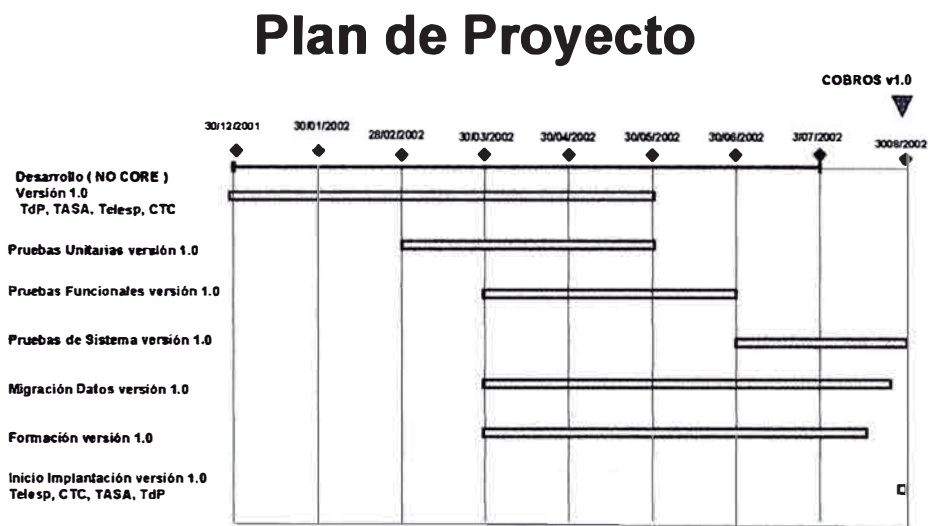 Plan de Proyecto
COBROS v1.0
30/12/2001 30/01/2002 28/02/2002 30/03/2002 30/04/2002 30/05/2002 30/06/2002 3/07/2002 3008/2002
Desarrollo ( NO CORE )
Versión 1.0
TdP, TASA, Telesp, CTC
Pruebas Unitarias versión 1.0
Pruebas Funcionales versión 1.0
Pruebas de Sistema versión 1.0
Migración Datos versión 1.0
Formación versión 1.0
Inicio Implantación versión 1.0
Telesp, CTC, TASA, TdP